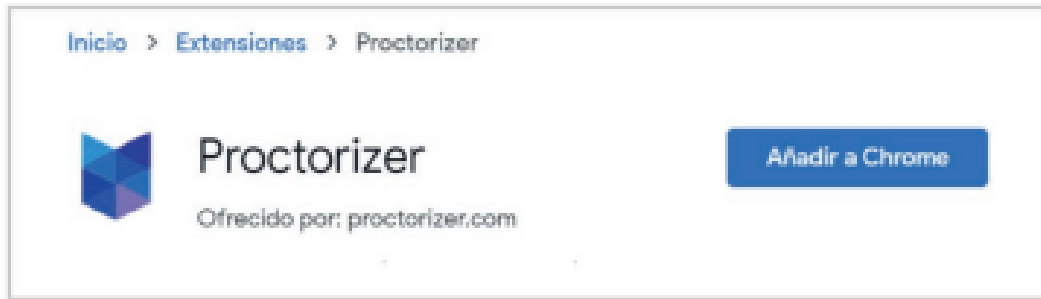 Inicio > Extensiones > Proctorizer
Proctorizer
Añadir a Chrome
Ofrecido por: proctorizer.com